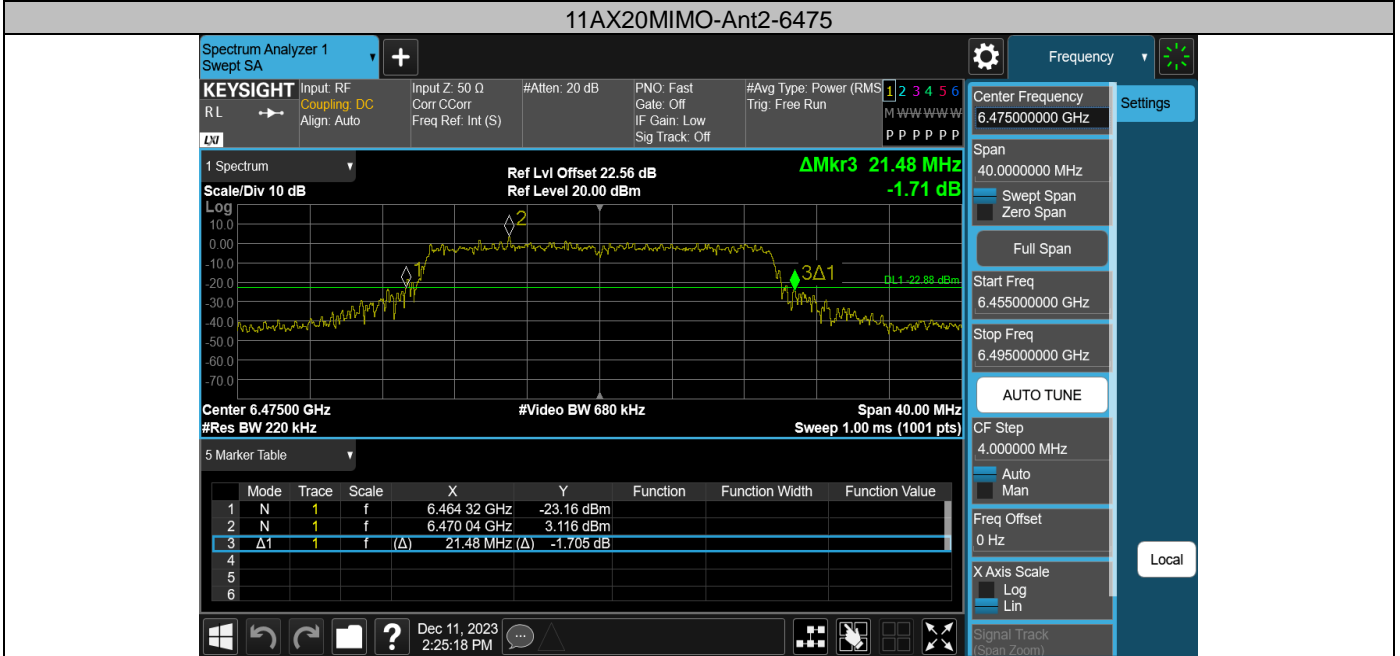 11AX20MIMO-Ant2-6475
Spectrum Analyzer 1
Swept SA
+
Frequency
KEYSIGHT
RL
LXI
Input: RF
Coupling: DC
Align: Auto
Input Z: 50 Ω
Corr CCorr
Freq Ref: Int (S)
#Atten: 20 dB
PNO: Fast
Gate: Off
IF Gain: Low
Sig Track: Off
#Avg Type: Power (RMS
Trig: Free Run
1 2 3 4 5 6
M W W W W W
P P P P P P
1 Spectrum
Scale/Div 10 dB
Ref Lvl Offset 22.56 dB
Ref Level 20.00 dBm
ΔMkr3 21.48 MHz
-1.71 dB
Log
10.0
0.00
-10.0
-20.0
-30.0
-40.0
-50.0
-60.0
-70.0
1
2
3Δ1
DL1 -22.88 dBm
Center 6.47500 GHz
#Video BW 680 kHz
Span 40.00 MHz
#Res BW 220 kHz
Sweep 1.00 ms (1001 pts)
5 Marker Table
Mode Trace Scale X Y Function Function Width Function Value
1 N 1 f 6.464 32 GHz -23.16 dBm
2 N 1 f 6.470 04 GHz 3.116 dBm
3 Δ1 1 f (Δ) 21.48 MHz (Δ) -1.705 dB
4
5
6
?
Dec 11, 2023
2:25:18 PM
Center Frequency
6.475000000 GHz
Settings
Span
40.0000000 MHz
Swept Span
Zero Span
Full Span
Start Freq
6.455000000 GHz
Stop Freq
6.495000000 GHz
AUTO TUNE
CF Step
4.000000 MHz
Auto
Man
Freq Offset
0 Hz
X Axis Scale
Log
Lin
Signal Track
(Span Zoom)
Local